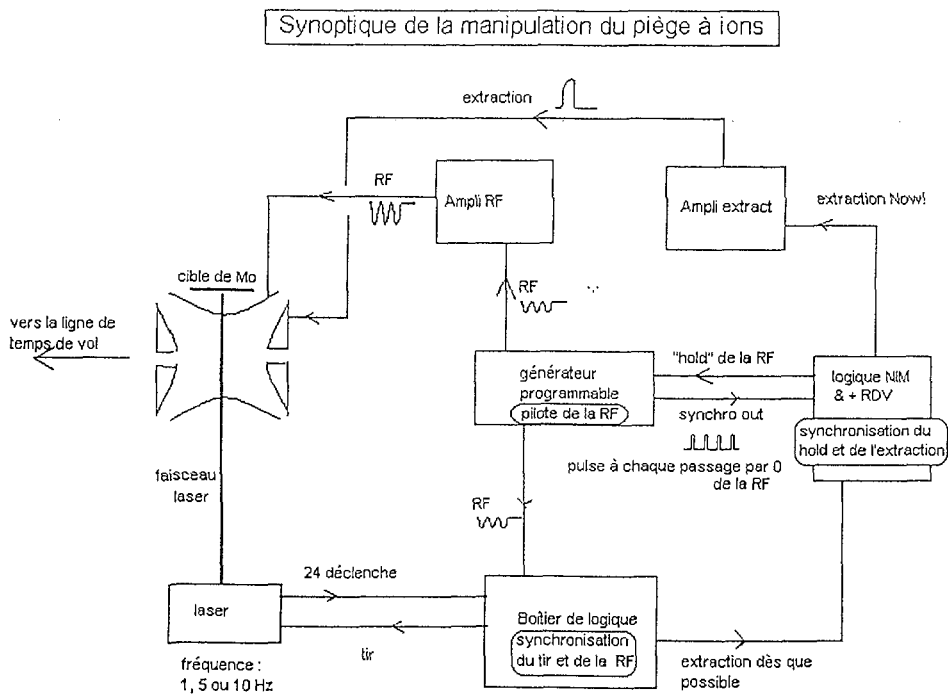 Synoptique de la manipulation du piège à ions
extraction
RF
Ampli RF
Ampli extract
extraction Now!
cible de Mo
RF
vers la ligne de
temps de vol
générateur
programmable
pilote de la RF
"hold" de la RF
synchro out
logique NIM
& + RDV
synchronisation du
hold et de l'extraction
pulse à chaque passage par 0
de la RF
faisceau
laser
RF
24 déclenche
laser
tir
Boîtier de logique
synchronisation
du tir et de la RF
extraction dès que
possible
fréquence :
1, 5 ou 10 Hz